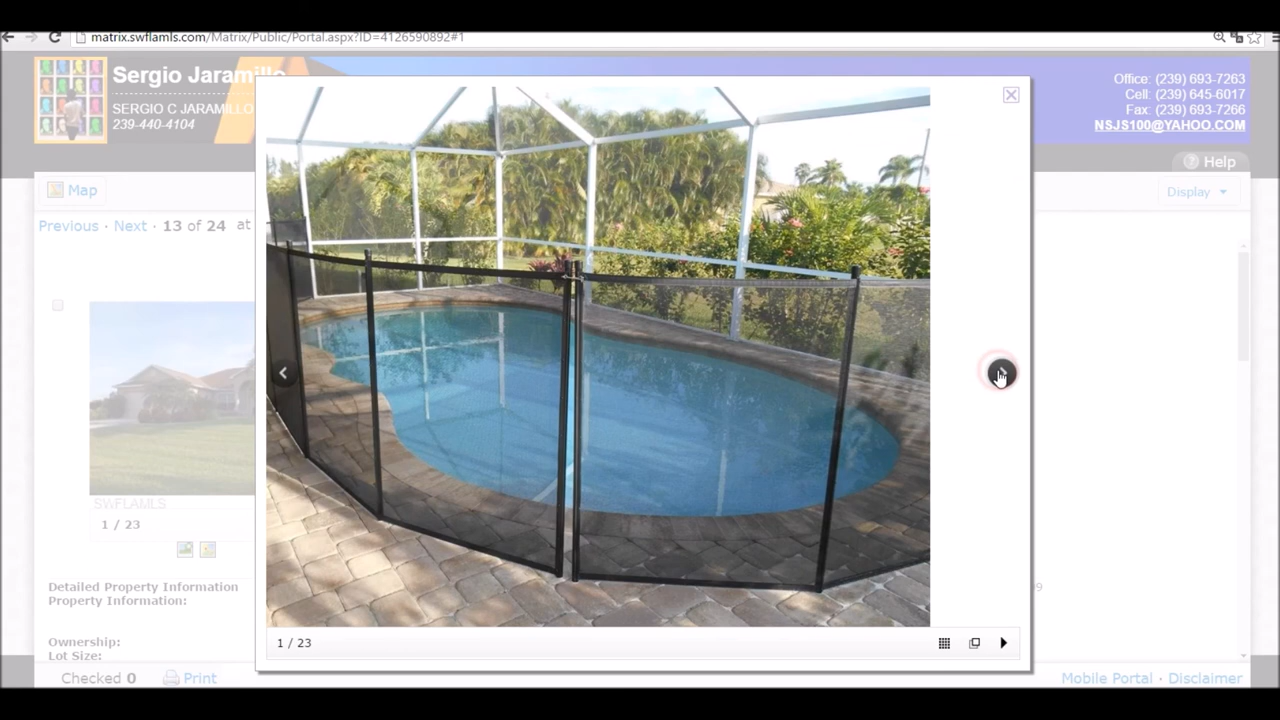 matrix.swflamls.com/Matrix/Public/Portal.aspx?ID=4126590892#1
Sergio Jaramillo
SERGIO C JARAMILLO
239-440-4104
Office: (239) 693-7263
Cell: (239) 645-6017
Fax: (239) 693-7266
NSJS100@YAHOO.COM
? Help
Map
Display
Previous · Next · 13 of 24 at
SWFLAMLS
1 / 23
1 / 23
Detailed Property Information
Property Information:
Ownership:
Lot Size:
Checked 0
Print
Mobile Portal · Disclaimer